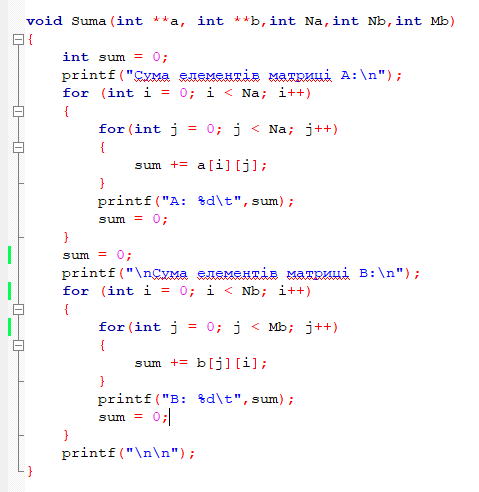 void Suma(int **a, int **b,int Na,int Nb,int Mb)
{
    int sum = 0;
    printf("Сума елементів матриці A:\n");
    for (int i = 0; i < Na; i++)
    {
        for(int j = 0; j < Na; j++)
        {
            sum += a[i][j];
        }
        printf("A: %d\t",sum);
        sum = 0;
    }
    sum = 0;
    printf("\nСума елементів матриці B:\n");
    for (int i = 0; i < Nb; i++)
    {
        for(int j = 0; j < Mb; j++)
        {
            sum += b[j][i];
        }
        printf("B: %d\t",sum);
        sum = 0;
    }
    printf("\n\n");
}